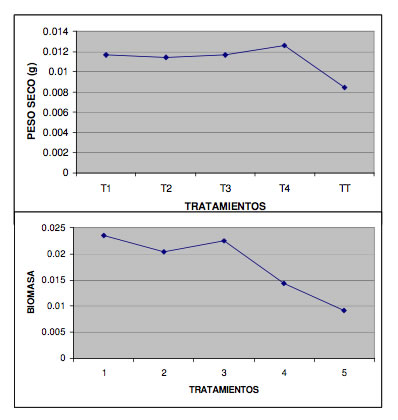 0.014
0.012
0.01
0.008
0.006
0.004
0.002
0
PESO SECO (g)
T1 T2 T3 T4 TT
TRATAMIENTOS
0.025
0.02
0.015
0.01
0.005
0
BIOMASA
1 2 3 4 5
TRATAMIENTOS